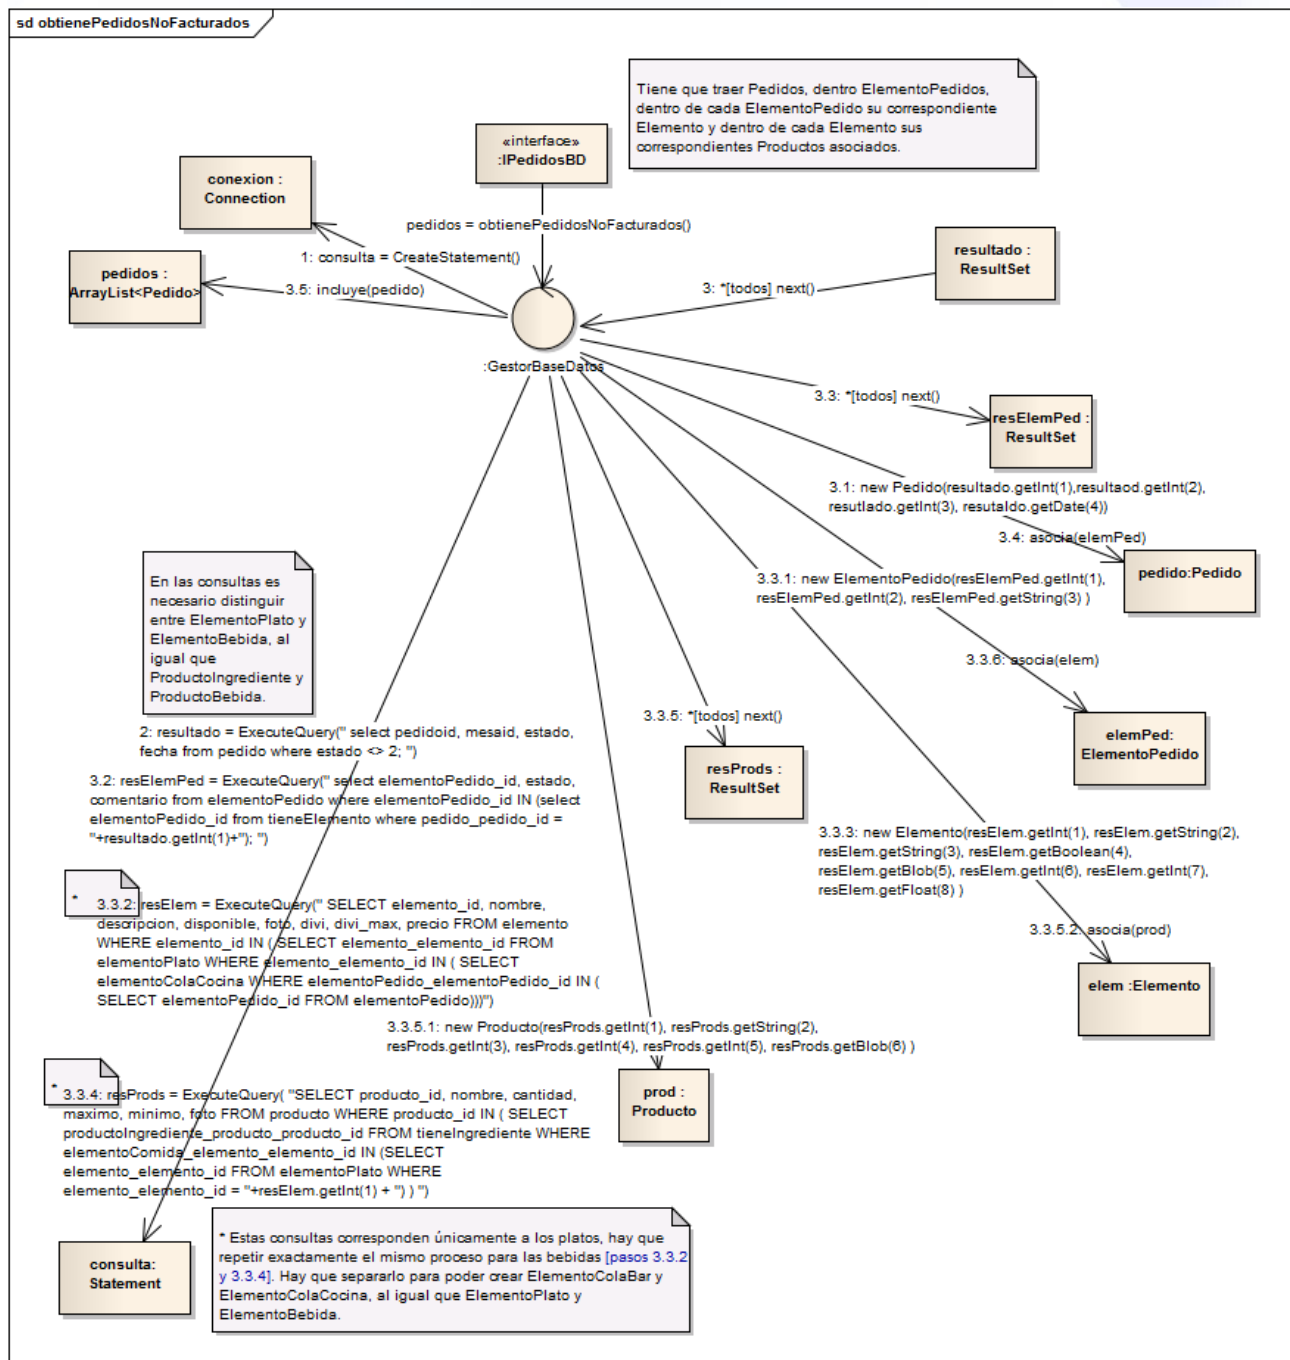 sd obtienePedidosNoFacturados
Tiene que traer Pedidos, dentro ElementoPedidos,
dentro de cada ElementoPedido su correspondiente
Elemento y dentro de cada Elemento sus
correspondientes Productos asociados.
«interface»
:IPedidosBD
conexion :
Connection
pedidos = obtienePedidosNoFacturados()
resultado :
ResultSet
1: consulta = CreateStatement()
pedidos :
ArrayList<Pedido>
3.5: incluye(pedido)
3: *[todos] next()
:GestorBaseDatos
3.3: *[todos] next()
resElemPed :
ResultSet
3.1: new Pedido(resultado.getInt(1),resultaod.getInt(2),
resutlado.getInt(3), resutaldo.getDate(4))
3.4: asocia(elemPed)
pedido:Pedido
3.3.1: new ElementoPedido(resElemPed.getInt(1),
resElemPed.getInt(2), resElemPed.getString(3) )
En las consultas es
necesario distinguir
entre ElementoPlato y
ElementoBebida, al
igual que
ProductoIngrediente y
ProductoBebida.
3.3.6: asocia(elem)
3.3.5: *[todos] next()
elemPed:
ElementoPedido
2: resultado = ExecuteQuery(" select pedidoid, mesaid, estado,
fecha from pedido where estado <> 2; ")
resProds :
ResultSet
3.2: resElemPed = ExecuteQuery(" select elementoPedido_id, estado,
comentario from elementoPedido where elementoPedido_id IN (select
elementoPedido_id from tieneElemento where pedido_pedido_id =
"+resultado.getInt(1)+"); ")
3.3.3: new Elemento(resElem.getInt(1), resElem.getString(2),
resElem.getString(3), resElem.getBoolean(4),
resElem.getBlob(5), resElem.getInt(6), resElem.getInt(7),
resElem.getFloat(8) )
*
3.3.2: resElem = ExecuteQuery(" SELECT elemento_id, nombre,
descripcion, disponible, foto, divi, divi_max, precio FROM elemento
WHERE elemento_id IN ( SELECT elemento_elemento_id FROM
elementoPlato WHERE elemento_elemento_id IN ( SELECT
elementoColaCocina WHERE elementoPedido_elementoPedido_id IN (
SELECT elementoPedido_id FROM elementoPedido)))")
3.3.5.2: asocia(prod)
elem :Elemento
3.3.5.1: new Producto(resProds.getInt(1), resProds.getString(2),
resProds.getInt(3), resProds.getInt(4), resProds.getInt(5), resProds.getBlob(6) )
prod :
Producto
*
3.3.4: resProds = ExecuteQuery( "SELECT producto_id, nombre, cantidad,
maximo, minimo, foto FROM producto WHERE producto_id IN ( SELECT
productoIngrediente_producto_producto_id FROM tieneIngrediente WHERE
elementoComida_elemento_elemento_id IN (SELECT
elemento_elemento_id FROM elementoPlato WHERE
elemento_elemento_id = "+resElem.getInt(1) + ") ) ")
consulta:
Statement
* Estas consultas corresponden únicamente a los platos, hay que
repetir exactamente el mismo proceso para las bebidas [pasos 3.3.2
y 3.3.4]. Hay que separarlo para poder crear ElementoColaBar y
ElementoColaCocina, al igual que ElementoPlato y
ElementoBebida.